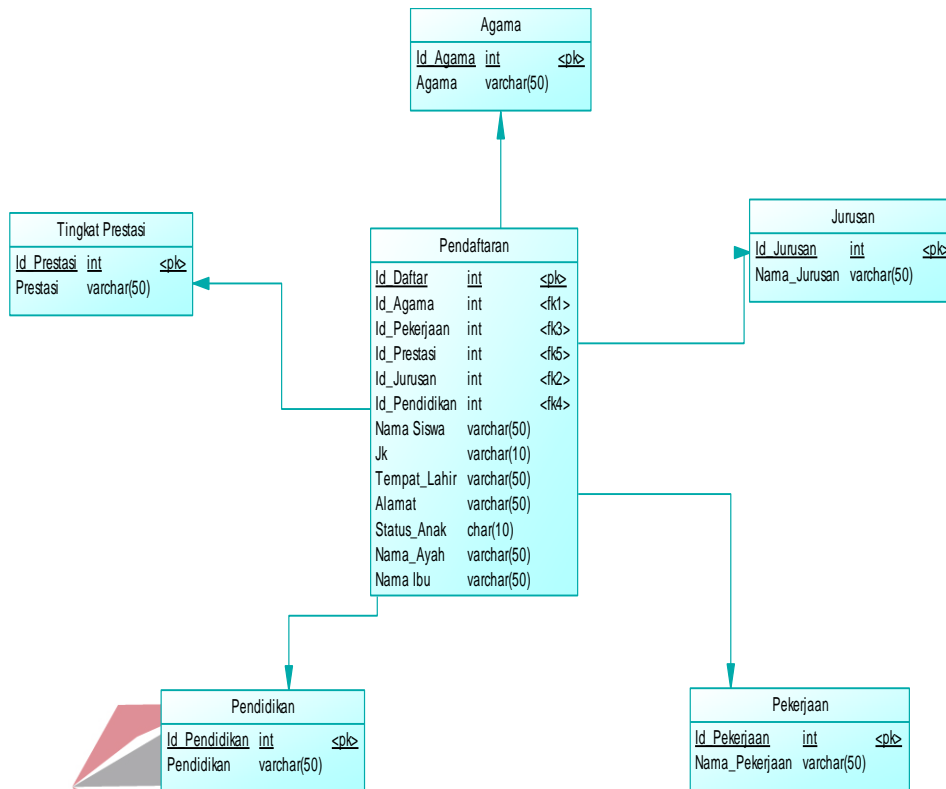 Agama
Id_Agama int <pk>
Agama varchar(50)
Tingkat Prestasi
Id_Prestasi int <pk>
Prestasi varchar(50)
Pendaftaran
Id_Daftar int <pk>
Id_Agama int <fk1>
Id_Pekerjaan int <fk3>
Id_Prestasi int <fk5>
Id_Jurusan int <fk2>
Id_Pendidikan int <fk4>
Nama Siswa varchar(50)
Jk varchar(10)
Tempat_Lahir varchar(50)
Alamat varchar(50)
Status_Anak char(10)
Nama_Ayah varchar(50)
Nama Ibu varchar(50)
Jurusan
Id_Jurusan int <pk>
Nama_Jurusan varchar(50)
Pendidikan
Id_Pendidikan int <pk>
Pendidikan varchar(50)
Pekerjaan
Id_Pekerjaan int <pk>
Nama_Pekerjaan varchar(50)